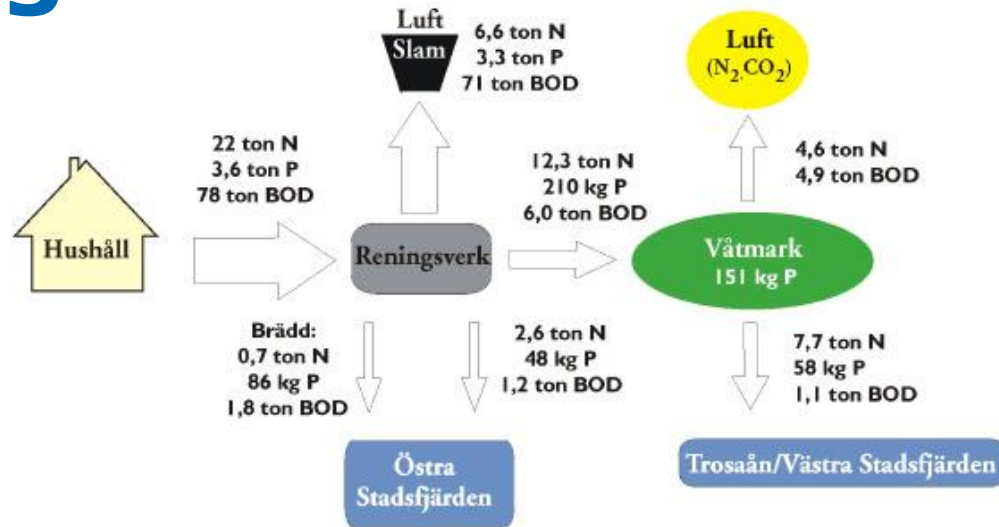 Luft
Slam
6,6 ton N
3,3 ton P
71 ton BOD
Luft
(N2.CO2)
22 ton N
3,6 ton P
78 ton BOD
12,3 ton N
210 kg P
6,0 ton BOD
4,6 ton N
4,9 ton BOD
Hushåll
Reningsverk
Våtmark
151 kg P
Brädd:
0,7 ton N
86 kg P
1,8 ton BOD
2,6 ton N
48 kg P
1,2 ton BOD
7,7 ton N
58 kg P
1,1 ton BOD
Östra
Stadsfjärden
Trosaån/Västra Stadsfjärden